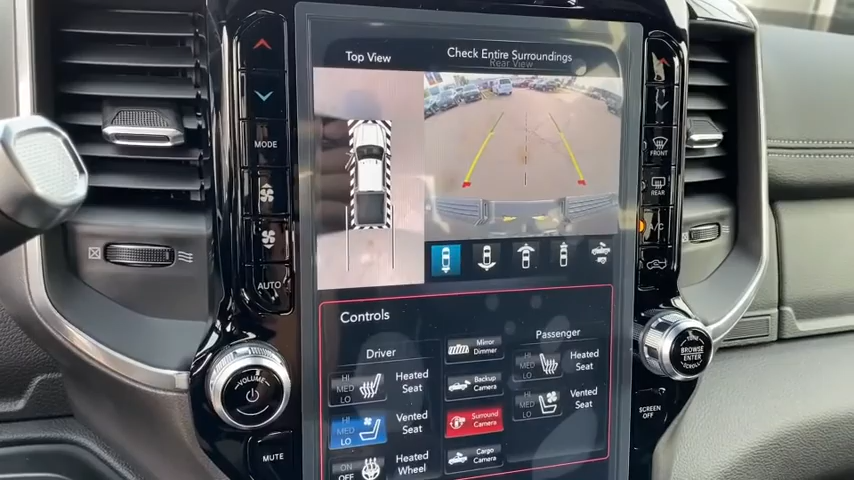 Top View
Check Entire Surroundings
Rear View
MODE
AUTO
VOLUME
MUTE
FRONT
REAR
A/C
TUNE
BROWSE
ENTER
SCROLL
SCREEN
OFF
Controls
Driver
HI
MED
LO
Heated
Seat
HI
MED
LO
Vented
Seat
ON
OFF
Heated
Wheel
Mirror
Dimmer
Backup
Camera
Surround
Camera
Cargo
Camera
Passenger
HI
MED
LO
Heated
Seat
HI
MED
LO
Vented
Seat